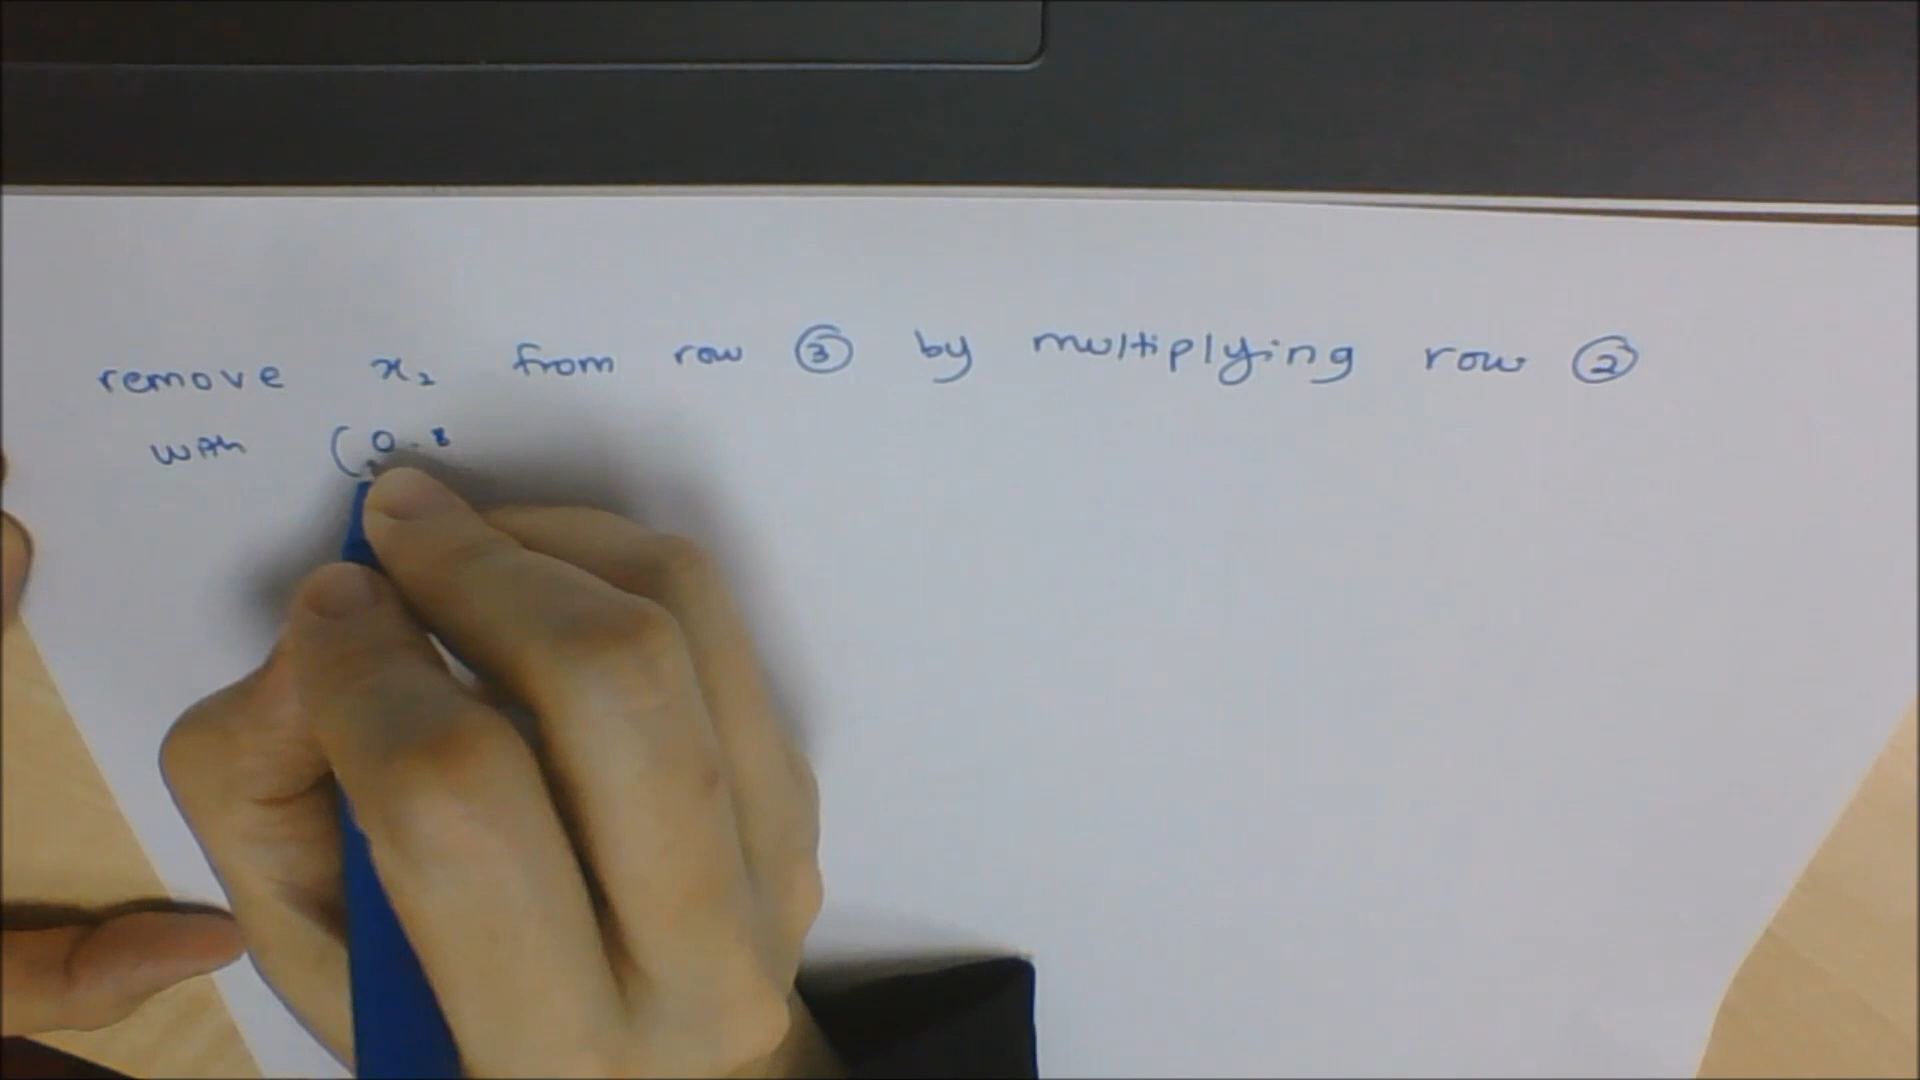 remove x₂ from row ③ by multiplying row ②
with (0.8